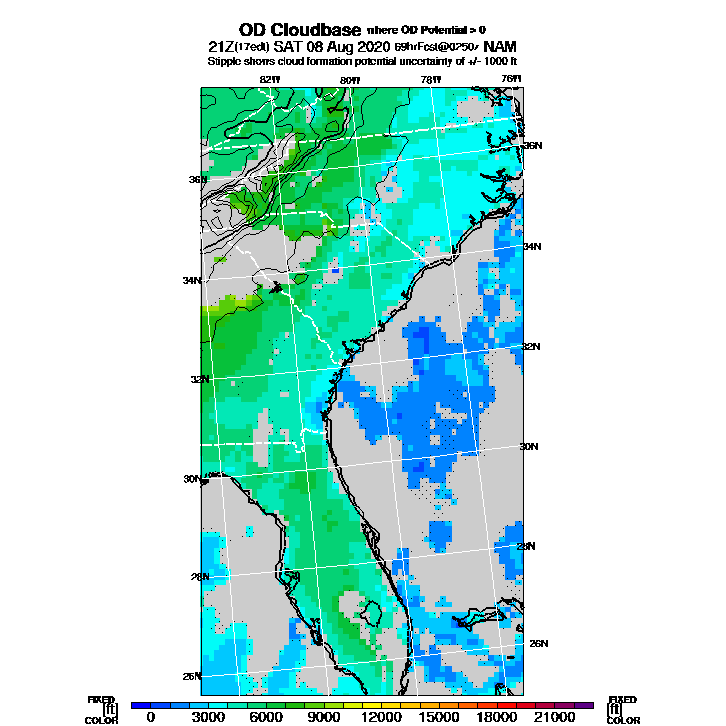 OD Cloudbase where OD Potential > 0
21Z(17edt) SAT 08 Aug 2020 69hrFcst@0250z NAM
Stipple shows cloud formation potential uncertainty of +/- 1000 ft
82W 80W 78W 76W
36N
36N
34N
34N
32N
32N
30N
30N
28N
28N
26N
26N
FIXED FIXED
[ft] [ft]
COLOR COLOR
0 3000 6000 9000 12000 15000 18000 21000